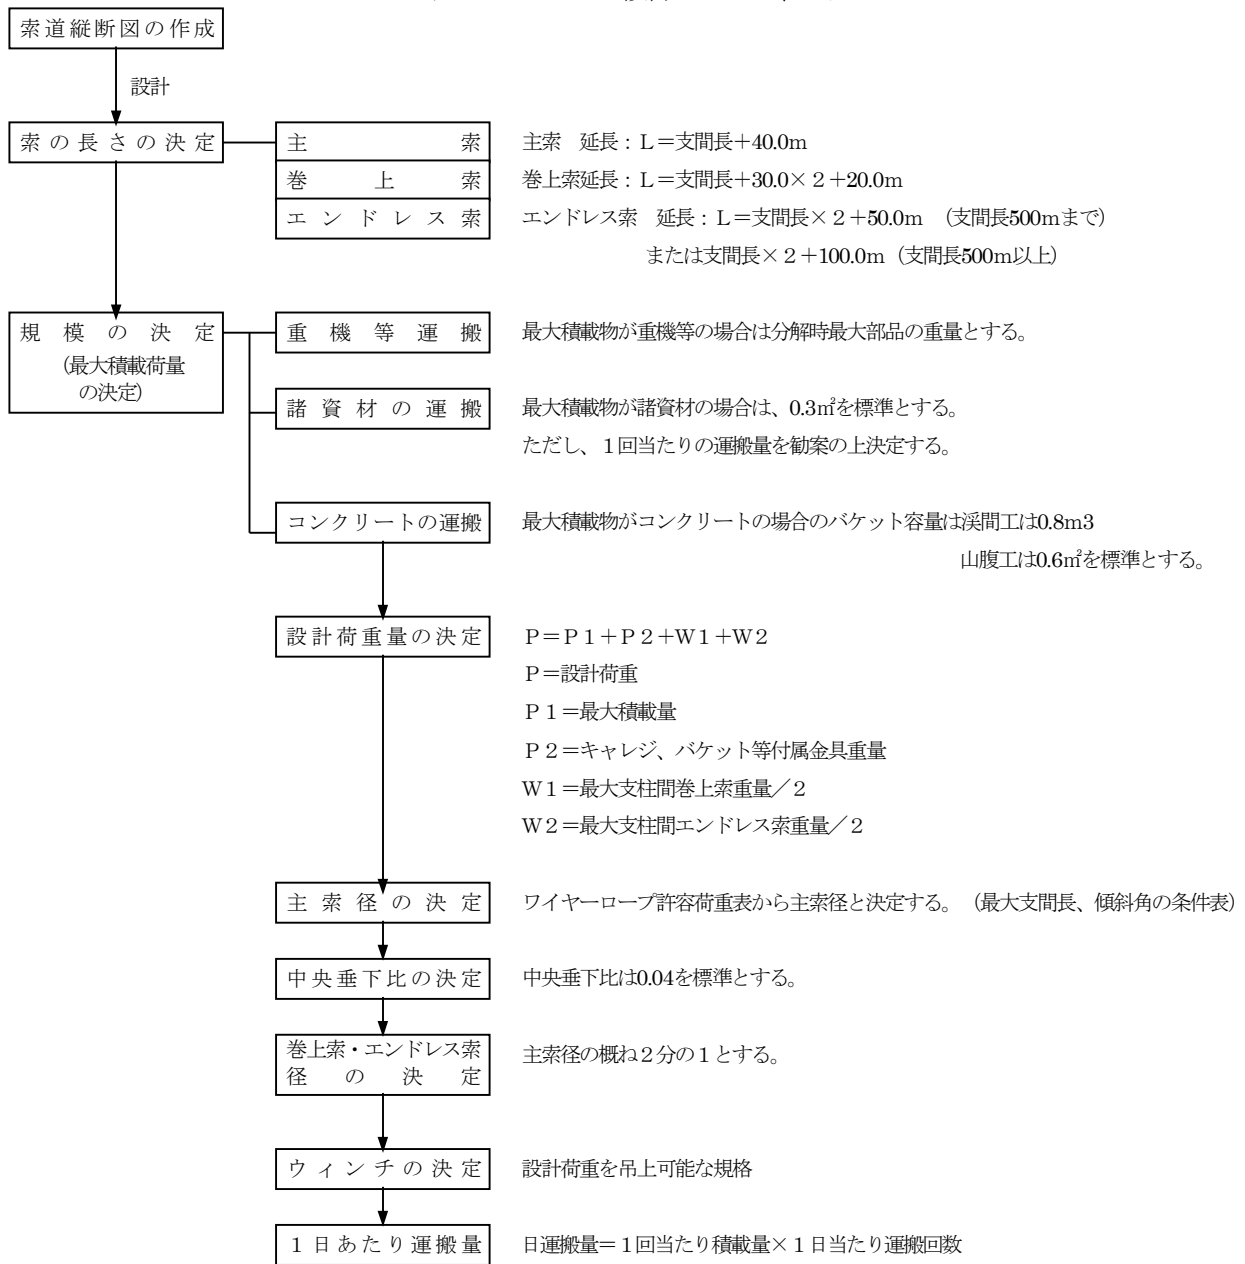 索道縦断図の作成
設計
索の長さの決定
主索
主索　延長：Ｌ＝支間長＋40.0m
巻上索
巻上索延長：Ｌ＝支間長＋30.0×２＋20.0m
エンドレス索
エンドレス索　延長：Ｌ＝支間長×２＋50.0m　（支間長500mまで）
または支間長×２＋100.0m（支間長500m以上）
規模の決定
（最大積載荷量
の決定）
重機等運搬
最大積載物が重機等の場合は分解時最大部品の重量とする。
諸資材の運搬
最大積載物が諸資材の場合は、0.3㎡を標準とする。
ただし、１回当たりの運搬量を勧案の上決定する。
コンクリートの運搬
最大積載物がコンクリートの場合のバケット容量は渓間工は0.8m3
山腹工は0.6㎡を標準とする。
設計荷重量の決定
Ｐ＝Ｐ１＋Ｐ２＋Ｗ１＋Ｗ２
Ｐ＝設計荷重
Ｐ１＝最大積載量
Ｐ２＝キャレジ、バケット等付属金具重量
Ｗ１＝最大支柱間巻上索重量／２
Ｗ２＝最大支柱間エンドレス索重量／２
主索径の決定
ワイヤーロープ許容荷重表から主索径と決定する。（最大支間長、傾斜角の条件表）
中央垂下比の決定
中央垂下比は0.04を標準とする。
巻上索・エンドレス索
径の決定
主索径の概ね２分の１とする。
ウィンチの決定
設計荷重を吊上可能な規格
１日あたり運搬量
日運搬量＝１回当たり積載量×１日当たり運搬回数